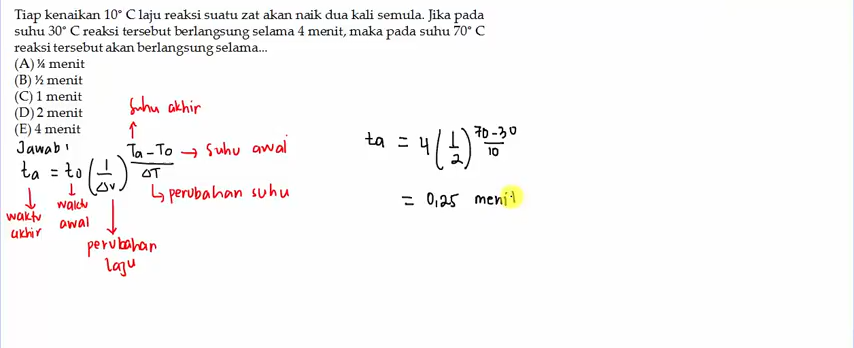 Tiap kenaikan 10° C laju reaksi suatu zat akan naik dua kali semula. Jika pada
suhu 30° C reaksi tersebut berlangsung selama 4 menit, maka pada suhu 70° C
reaksi tersebut akan berlangsung selama...
(A) ¼ menit
(B) ½ menit
(C) 1 menit
(D) 2 menit
(E) 4 menit
Jawab :
suhu akhir
ta = to (1/Δv)^((Ta - To)/ΔT) → suhu awal
perubahan suhu
waktu akhir
waktu awal
perubahan
laju
ta = 4 (1/2)^((70-30)/10)
= 0,25 menit